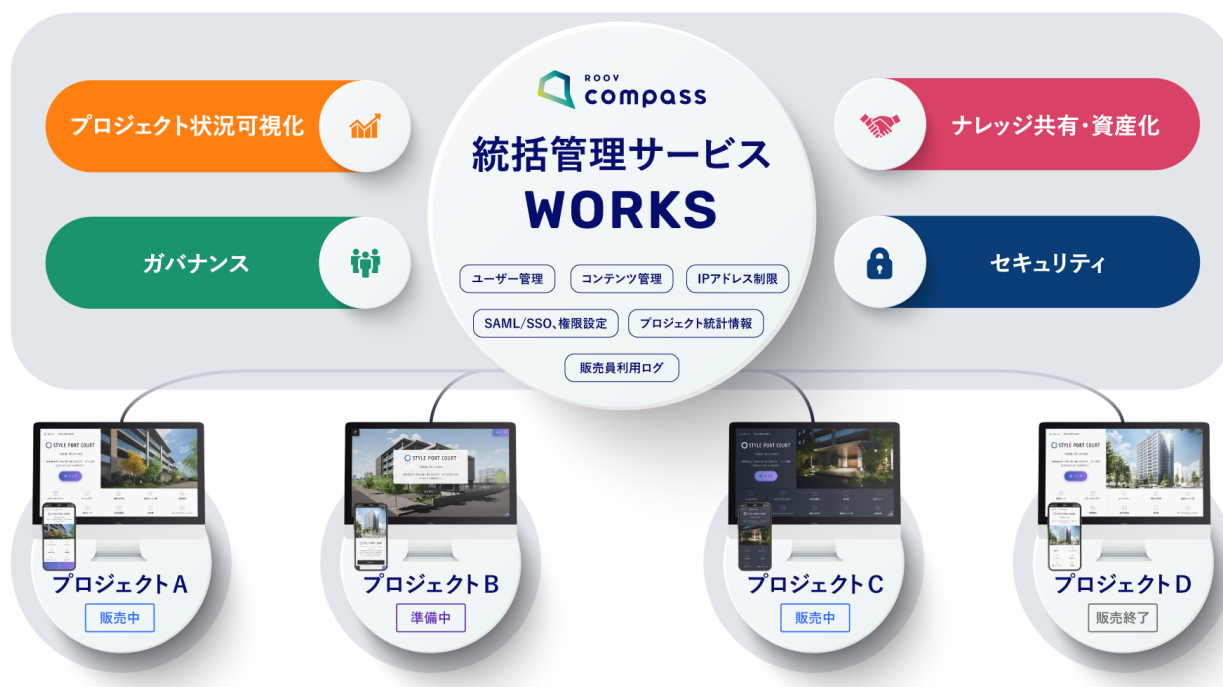 ROOV
compass
統括管理サービス
WORKS
プロジェクト状況可視化
ナレッジ共有・資産化
ガバナンス
セキュリティ
ユーザー管理
コンテンツ管理
IPアドレス制限
SAML/SSO、権限設定
プロジェクト統計情報
販売員利用ログ
STYLE PORT COURT
STYLE PORT COURT
STYLE PORT COURT
STYLE PORT COURT
プロジェクトA
販売中
プロジェクトB
準備中
プロジェクトC
販売中
プロジェクトD
販売終了